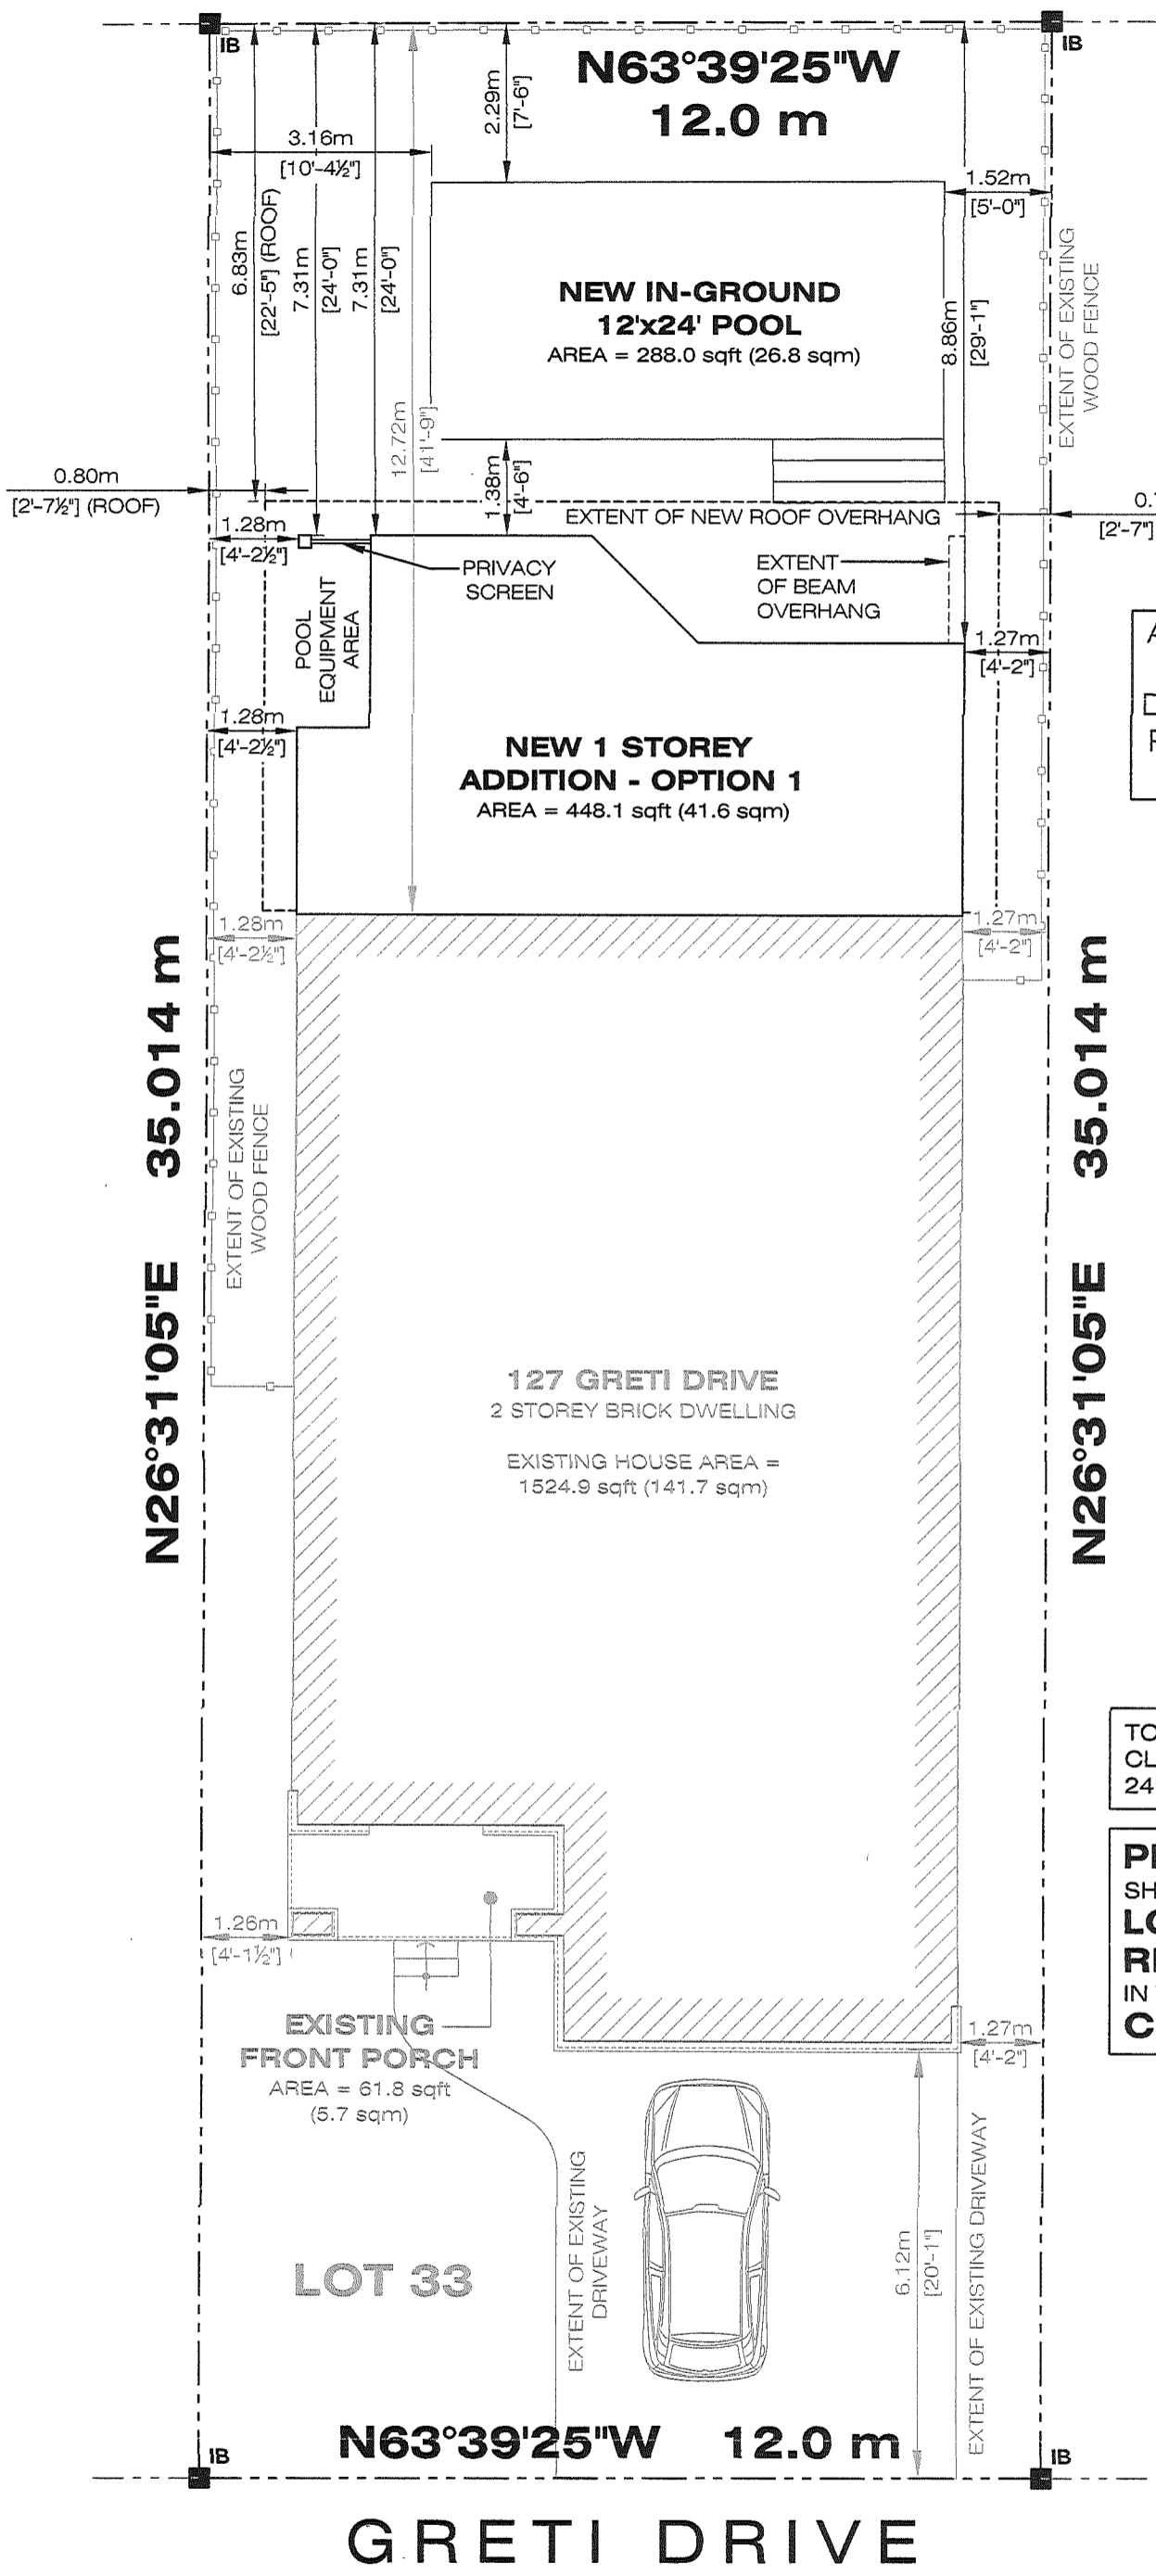 IB
IB
N63°39'25"W
12.0 m
2.29m
[7'-6"]
3.16m
[10'-4½"]
1.52m
[5'-0"]
6.83m
[22'-5"] (ROOF)
7.31m
[24'-0"]
7.31m
[24'-0"]
12.72m
[41'-9"]
NEW IN-GROUND
12'x24' POOL
AREA = 288.0 sqft (26.8 sqm)
8.86m
[29'-1"]
EXTENT OF EXISTING
WOOD FENCE
1.38m
[4'-6"]
0.80m
[2'-7½"] (ROOF)
EXTENT OF NEW ROOF OVERHANG
[2'-7"]
1.28m
[4'-2½"]
PRIVACY
SCREEN
EXTENT
OF BEAM
OVERHANG
POOL
EQUIPMENT
AREA
1.27m
[4'-2"]
1.28m
[4'-2½"]
NEW 1 STOREY
ADDITION - OPTION 1
AREA = 448.1 sqft (41.6 sqm)
1.28m
[4'-2½"]
1.27m
[4'-2"]
N26°31'05"E 35.014 m
N26°31'05"E 35.014 m
EXTENT OF EXISTING
WOOD FENCE
127 GRETI DRIVE
2 STOREY BRICK DWELLING
EXISTING HOUSE AREA =
1524.9 sqft (141.7 sqm)
TO
CL
24
SH
LO
IN
C
1.26m
[4'-1½"]
EXISTING
FRONT PORCH
AREA = 61.8 sqft
(5.7 sqm)
1.27m
[4'-2"]
EXTENT OF EXISTING
DRIVEWAY
6.12m
[20'-1"]
EXTENT OF EXISTING DRIVEWAY
LOT 33
N63°39'25"W 12.0 m
IB
IB
GRETI DRIVE